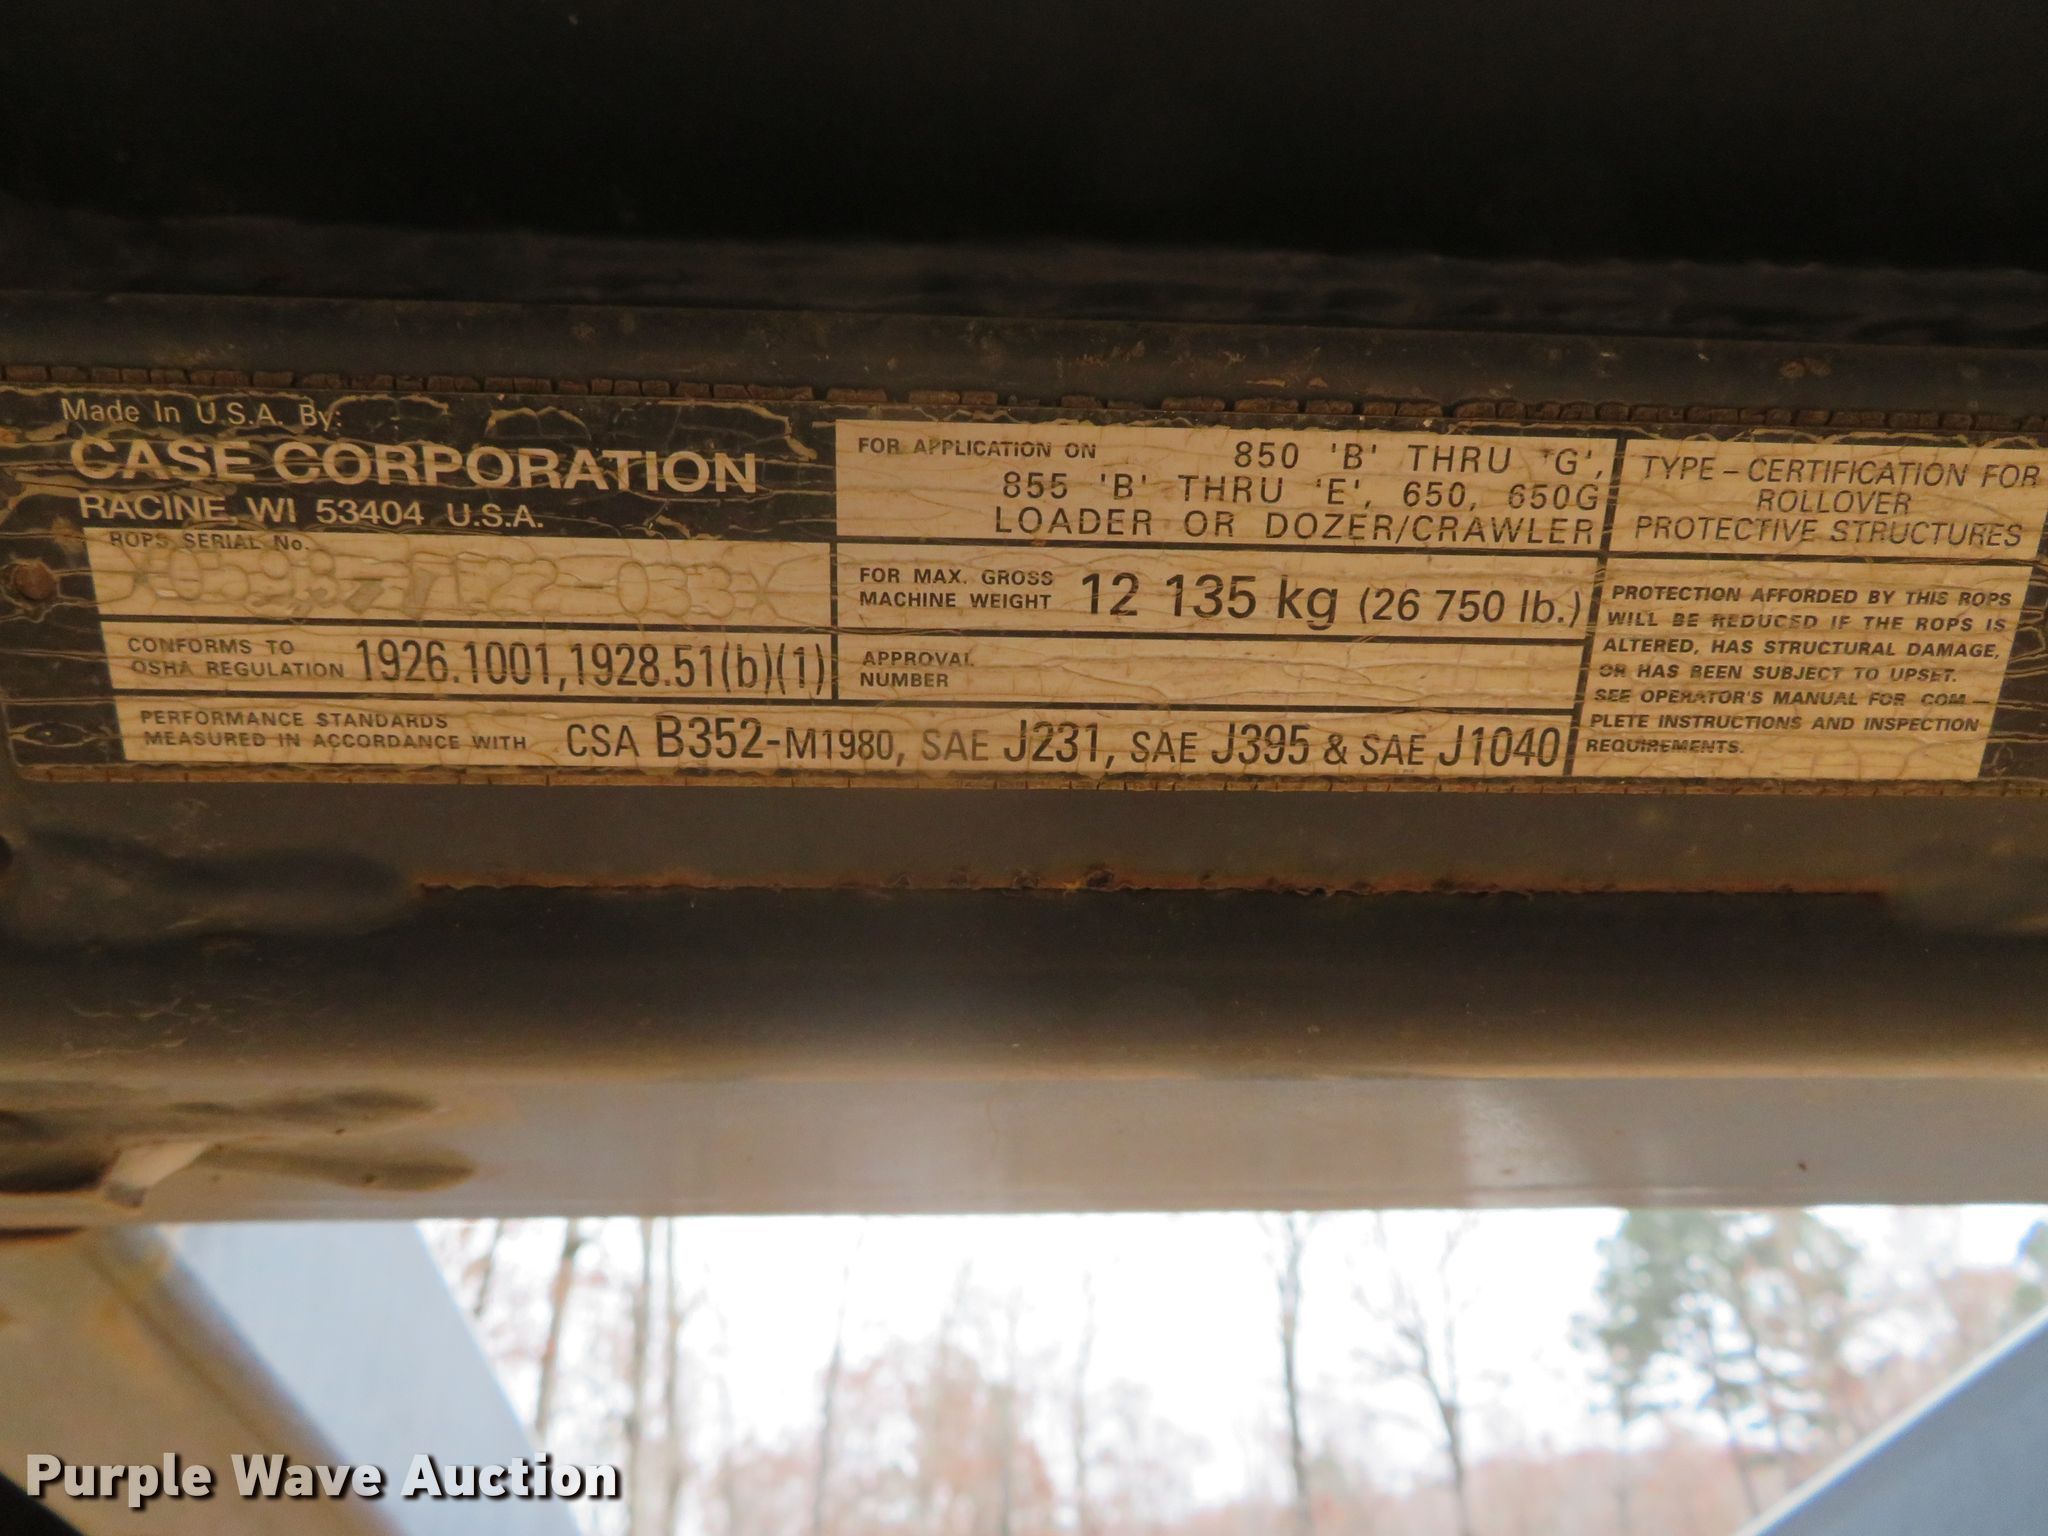 Made In U.S.A. By:
CASE CORPORATION
RACINE, WI 53404 U.S.A.
ROPS SERIAL No.
CONFORMS TO
OSHA REGULATION 1926.1001, 1928.51(b)(1)
PERFORMANCE STANDARDS
MEASURED IN ACCORDANCE WITH CSA B352-M1980, SAE J231, SAE J395 & SAE J1040
FOR APPLICATION ON 850 'B' THRU 'G',
855 'B' THRU 'E', 650, 650G
LOADER OR DOZER/CRAWLER
FOR MAX. GROSS
MACHINE WEIGHT 12 135 kg (26 750 lb.)
APPROVAL
NUMBER
TYPE – CERTIFICATION FOR
ROLLOVER
PROTECTIVE STRUCTURES
PROTECTION AFFORDED BY THIS ROPS
WILL BE REDUCED IF THE ROPS IS
ALTERED, HAS STRUCTURAL DAMAGE,
OR HAS BEEN SUBJECT TO UPSET.
SEE OPERATOR'S MANUAL FOR COM –
PLETE INSTRUCTIONS AND INSPECTION
REQUIREMENTS.
Purple Wave Auction